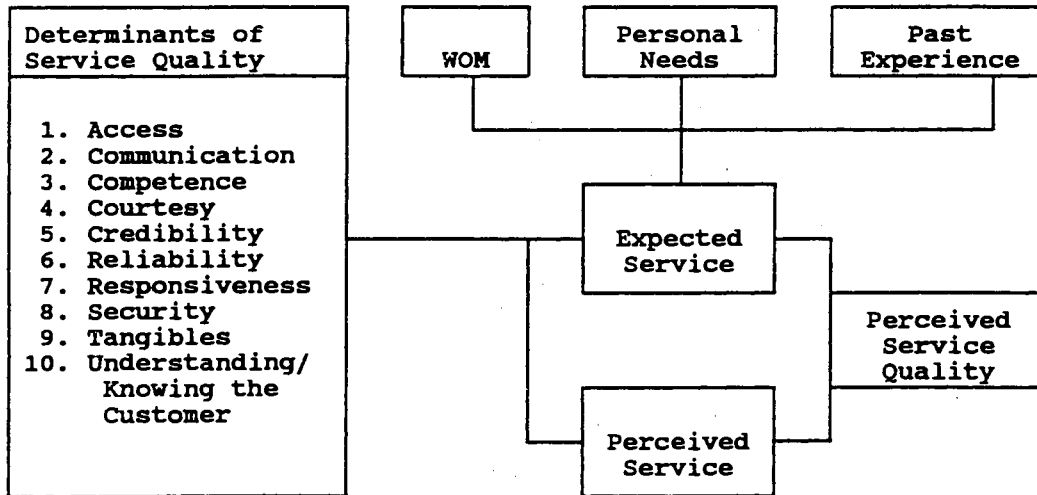 Determinants of
Service Quality
1. Access
2. Communication
3. Competence
4. Courtesy
5. Credibility
6. Reliability
7. Responsiveness
8. Security
9. Tangibles
10. Understanding/
Knowing the
Customer
WOM
Personal
Needs
Past
Experience
Expected
Service
Perceived
Service
Quality
Perceived
Service